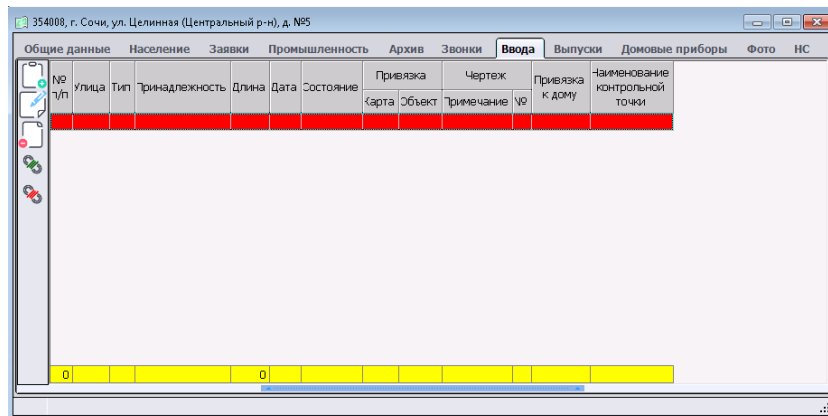 354008, г. Сочи, ул. Целинная (Центральный р-н), д. №5
Общие данные Население Заявки Промышленность Архив Звонки Ввода Выпуски Домовые приборы Фото НС
№ п/п Улица Тип Принадлежность Длина Дата Состояние Привязка Чертеж Привязка к дому Наименование контрольной точки
Карта Объект Примечание №
0 0